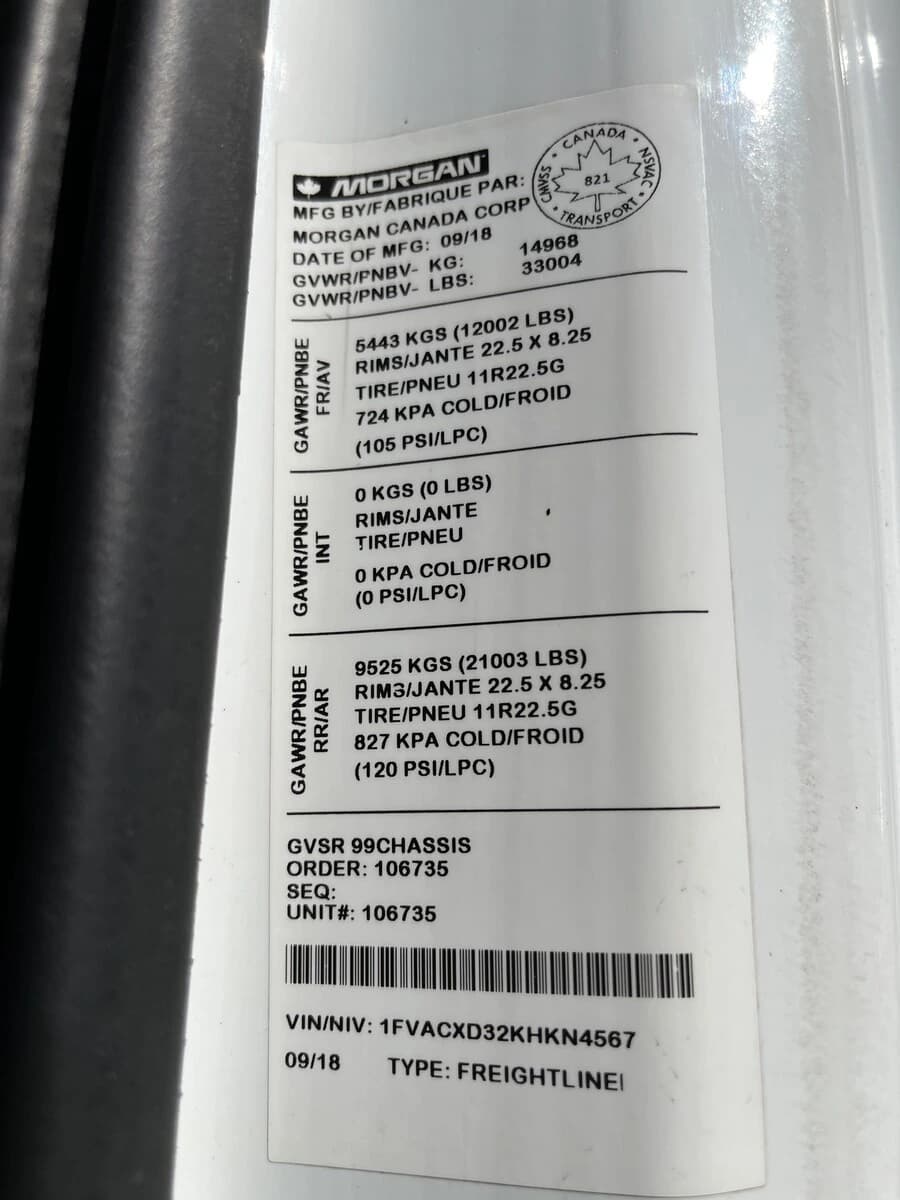 MORGAN
MFG BY/FABRIQUE PAR:
MORGAN CANADA CORP
DATE OF MFG: 09/18
GVWR/PNBV- KG: 14968
GVWR/PNBV- LBS: 33004
CANADA
CMVSS NSVAC
821
TRANSPORT
GAWR/PNBE
FR/AV
5443 KGS (12002 LBS)
RIMS/JANTE 22.5 X 8.25
TIRE/PNEU 11R22.5G
724 KPA COLD/FROID
(105 PSI/LPC)
GAWR/PNBE
INT
0 KGS (0 LBS)
RIMS/JANTE
TIRE/PNEU
0 KPA COLD/FROID
(0 PSI/LPC)
GAWR/PNBE
RR/AR
9525 KGS (21003 LBS)
RIMS/JANTE 22.5 X 8.25
TIRE/PNEU 11R22.5G
827 KPA COLD/FROID
(120 PSI/LPC)
GVSR 99CHASSIS
ORDER: 106735
SEQ:
UNIT#: 106735
VIN/NIV: 1FVACXD32KHKN4567
09/18 TYPE: FREIGHTLINEI